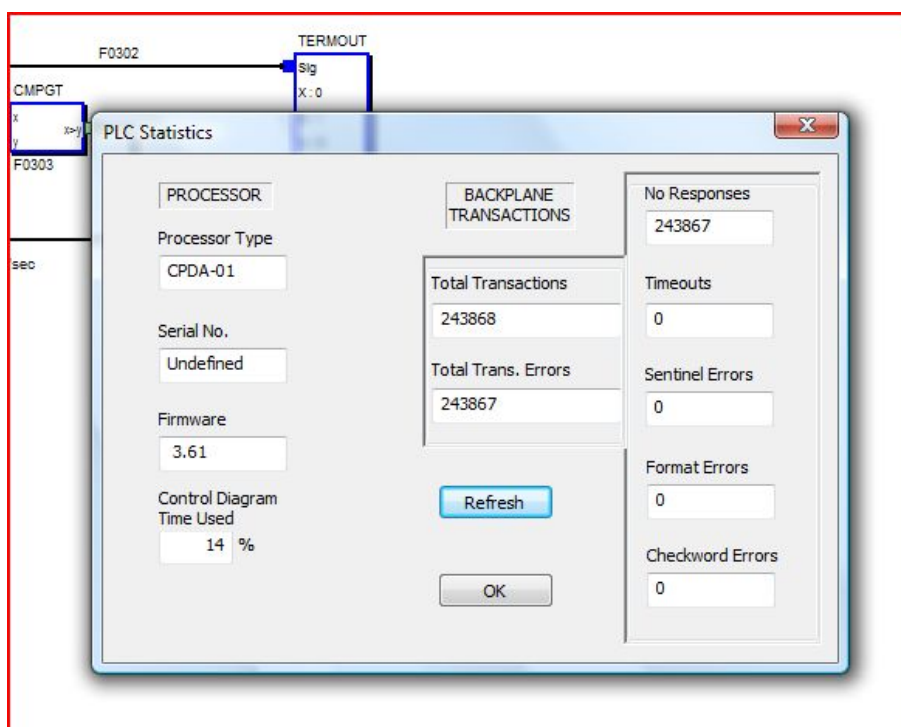 F0302
TERMOUT
Sig
X : 0
CMPGT
x
x>y
y
F0303
/sec
PLC Statistics
PROCESSOR
Processor Type
CPDA-01
Serial No.
Undefined
Firmware
3.61
Control Diagram
Time Used
14 %
BACKPLANE
TRANSACTIONS
Total Transactions
243868
Total Trans. Errors
243867
Refresh
OK
No Responses
243867
Timeouts
0
Sentinel Errors
0
Format Errors
0
Checkword Errors
0